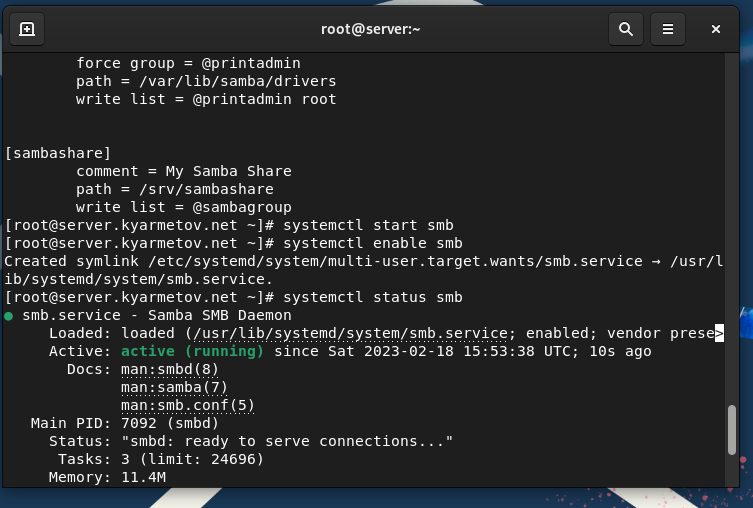 root@server:~
force group = @printadmin
path = /var/lib/samba/drivers
write list = @printadmin root
[sambashare]
comment = My Samba Share
path = /srv/sambashare
write list = @sambagroup
[root@server.kyarmetov.net ~]# systemctl start smb
[root@server.kyarmetov.net ~]# systemctl enable smb
Created symlink /etc/systemd/system/multi-user.target.wants/smb.service → /usr/l
ib/systemd/system/smb.service.
[root@server.kyarmetov.net ~]# systemctl status smb
● smb.service - Samba SMB Daemon
Loaded: loaded (/usr/lib/systemd/system/smb.service; enabled; vendor prese>
Active: active (running) since Sat 2023-02-18 15:53:38 UTC; 10s ago
Docs: man:smbd(8)
man:samba(7)
man:smb.conf(5)
Main PID: 7092 (smbd)
Status: "smbd: ready to serve connections..."
Tasks: 3 (limit: 24696)
Memory: 11.4M